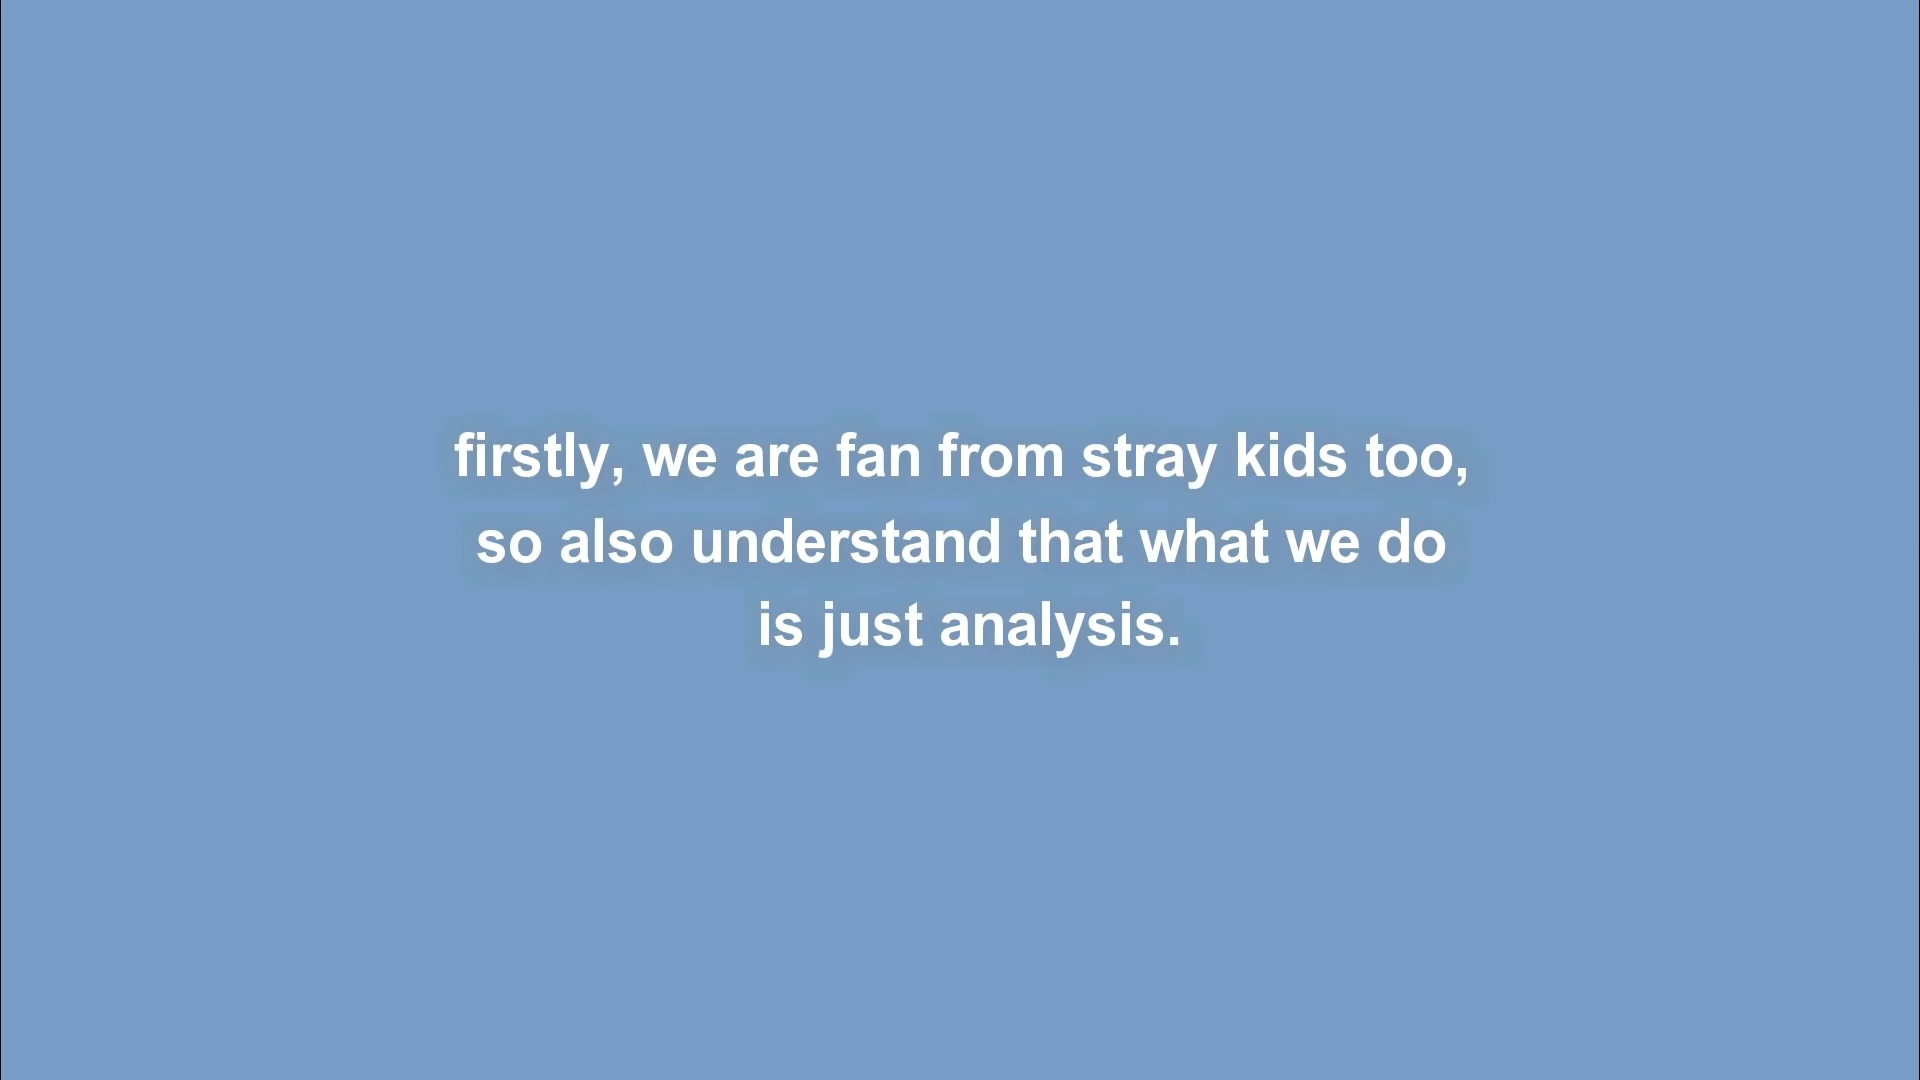 firstly, we are fan from stray kids too,
so also understand that what we do
is just analysis.